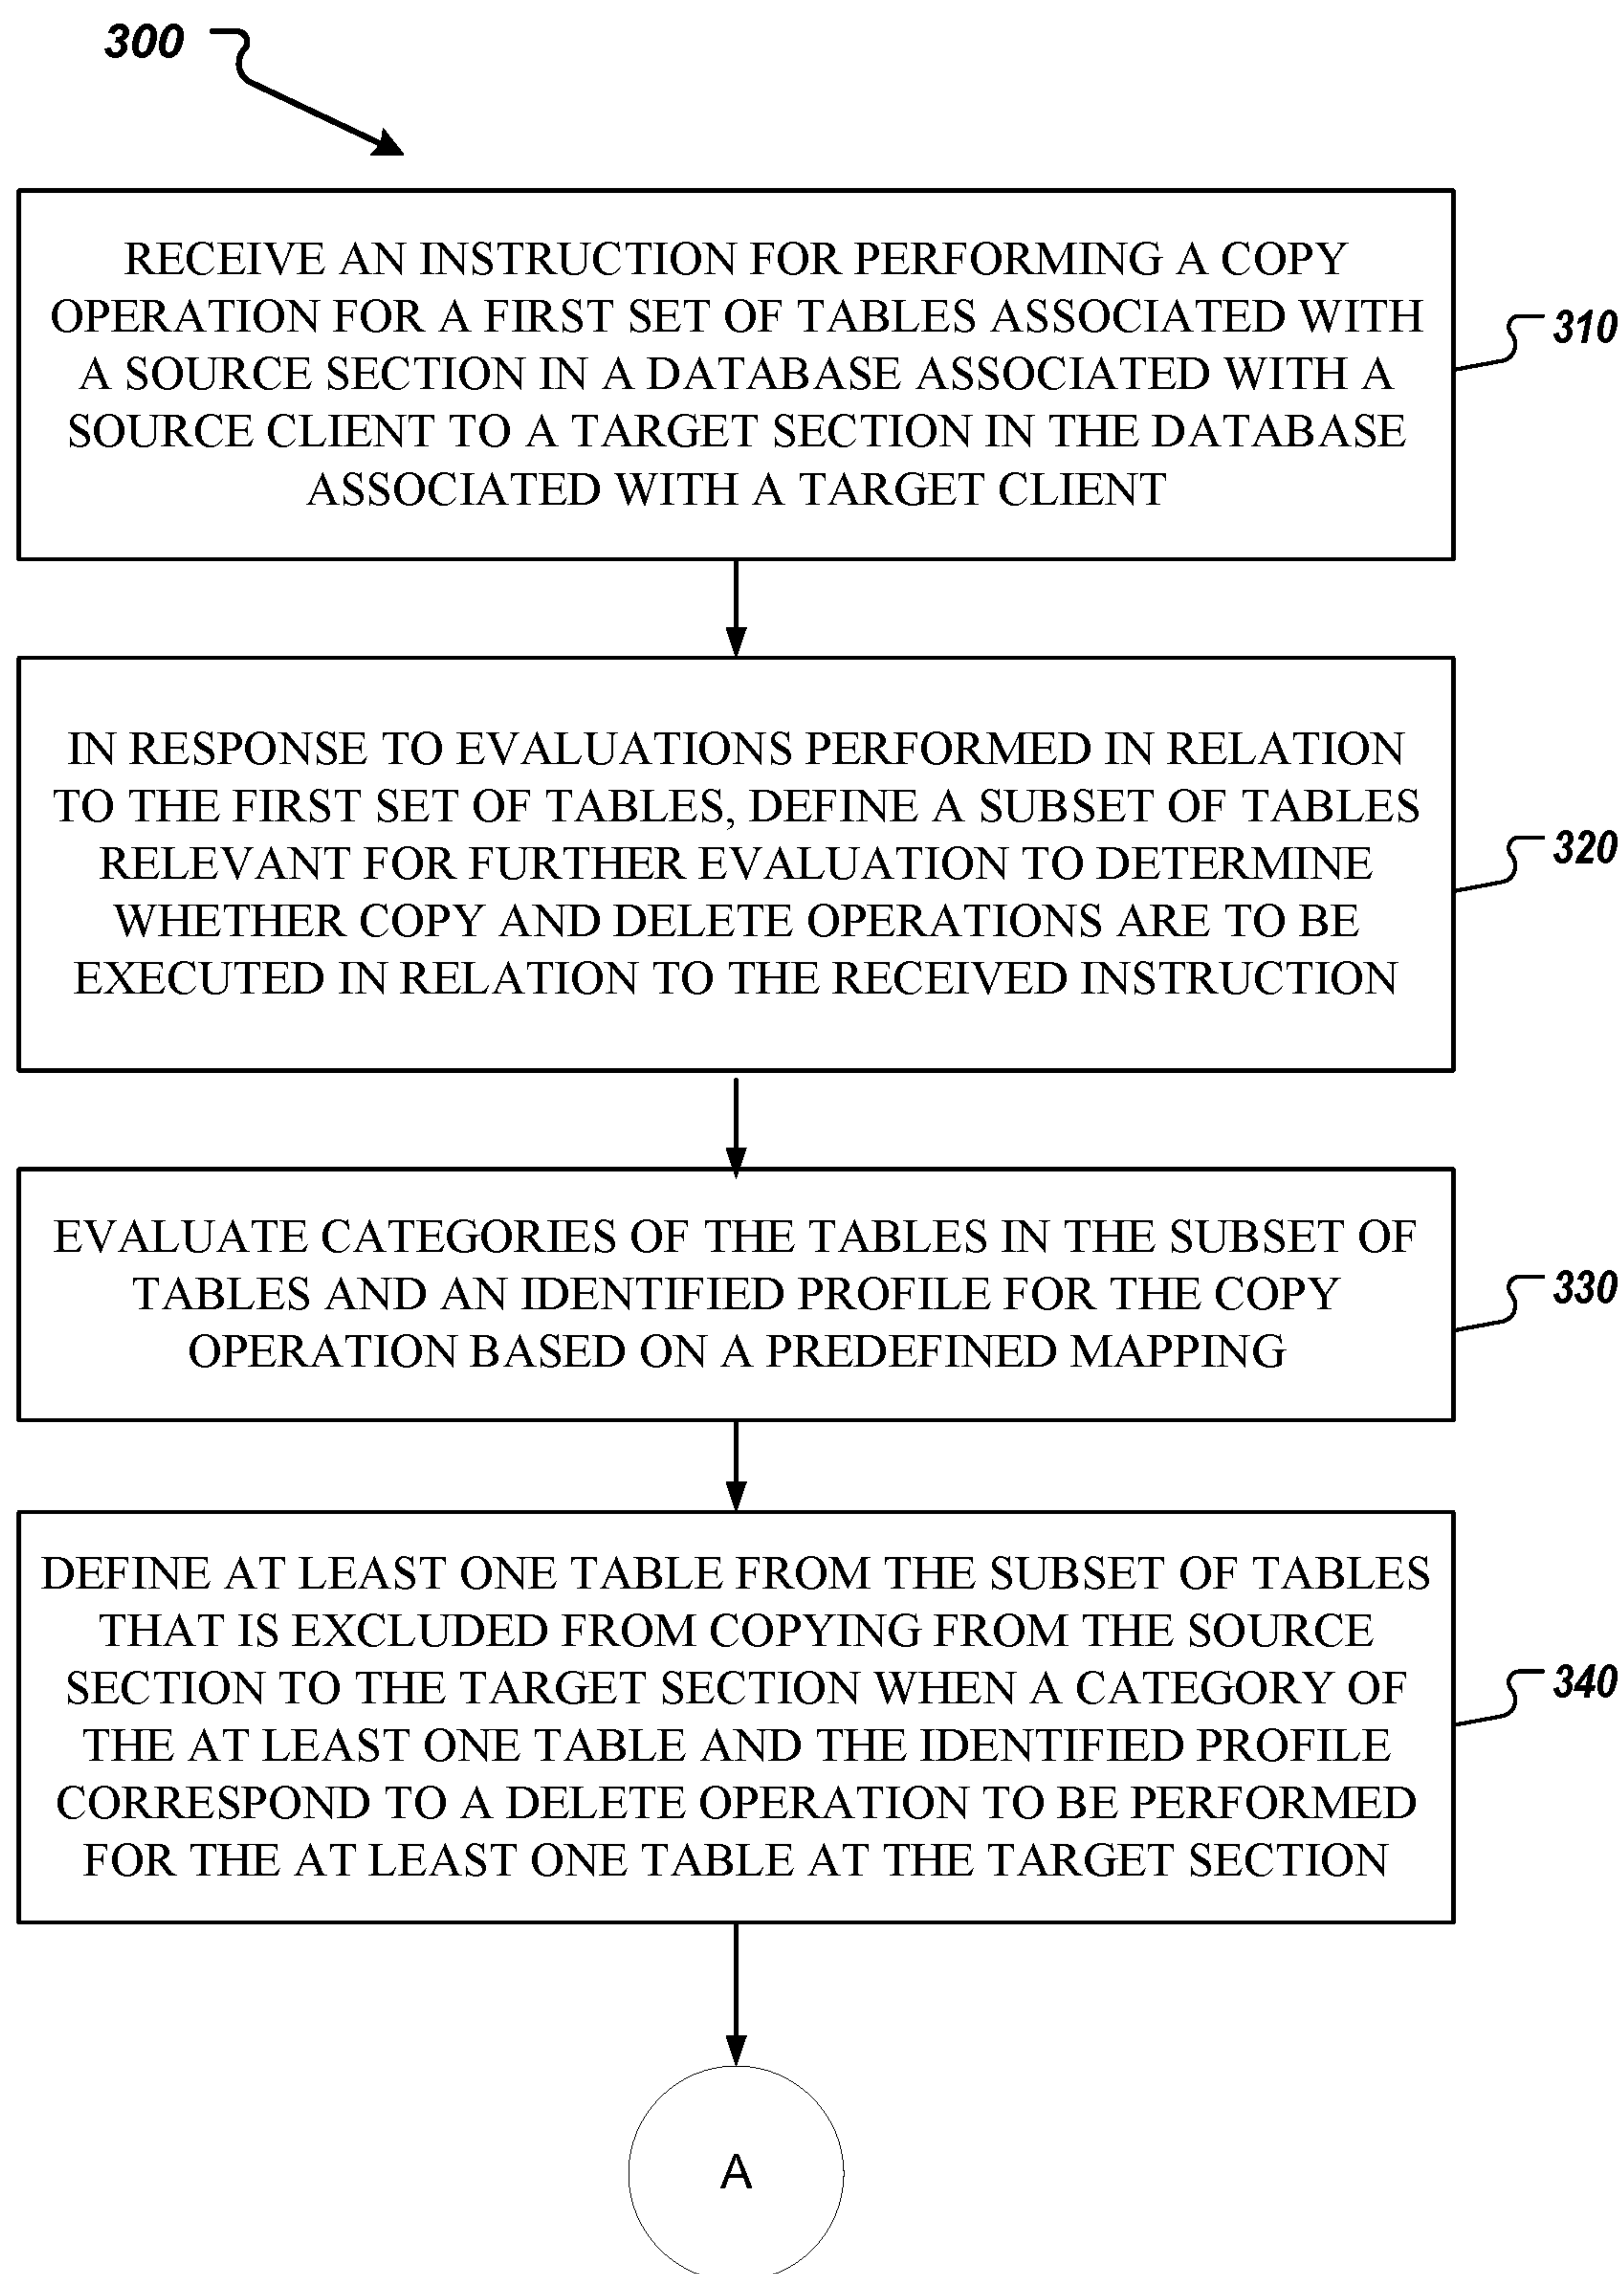 300
RECEIVE AN INSTRUCTION FOR PERFORMING A COPY
OPERATION FOR A FIRST SET OF TABLES ASSOCIATED WITH
A SOURCE SECTION IN A DATABASE ASSOCIATED WITH A
SOURCE CLIENT TO A TARGET SECTION IN THE DATABASE
ASSOCIATED WITH A TARGET CLIENT
310
IN RESPONSE TO EVALUATIONS PERFORMED IN RELATION
TO THE FIRST SET OF TABLES, DEFINE A SUBSET OF TABLES
RELEVANT FOR FURTHER EVALUATION TO DETERMINE
WHETHER COPY AND DELETE OPERATIONS ARE TO BE
EXECUTED IN RELATION TO THE RECEIVED INSTRUCTION
320
EVALUATE CATEGORIES OF THE TABLES IN THE SUBSET OF
TABLES AND AN IDENTIFIED PROFILE FOR THE COPY
OPERATION BASED ON A PREDEFINED MAPPING
330
DEFINE AT LEAST ONE TABLE FROM THE SUBSET OF TABLES
THAT IS EXCLUDED FROM COPYING FROM THE SOURCE
SECTION TO THE TARGET SECTION WHEN A CATEGORY OF
THE AT LEAST ONE TABLE AND THE IDENTIFIED PROFILE
CORRESPOND TO A DELETE OPERATION TO BE PERFORMED
FOR THE AT LEAST ONE TABLE AT THE TARGET SECTION
340
A